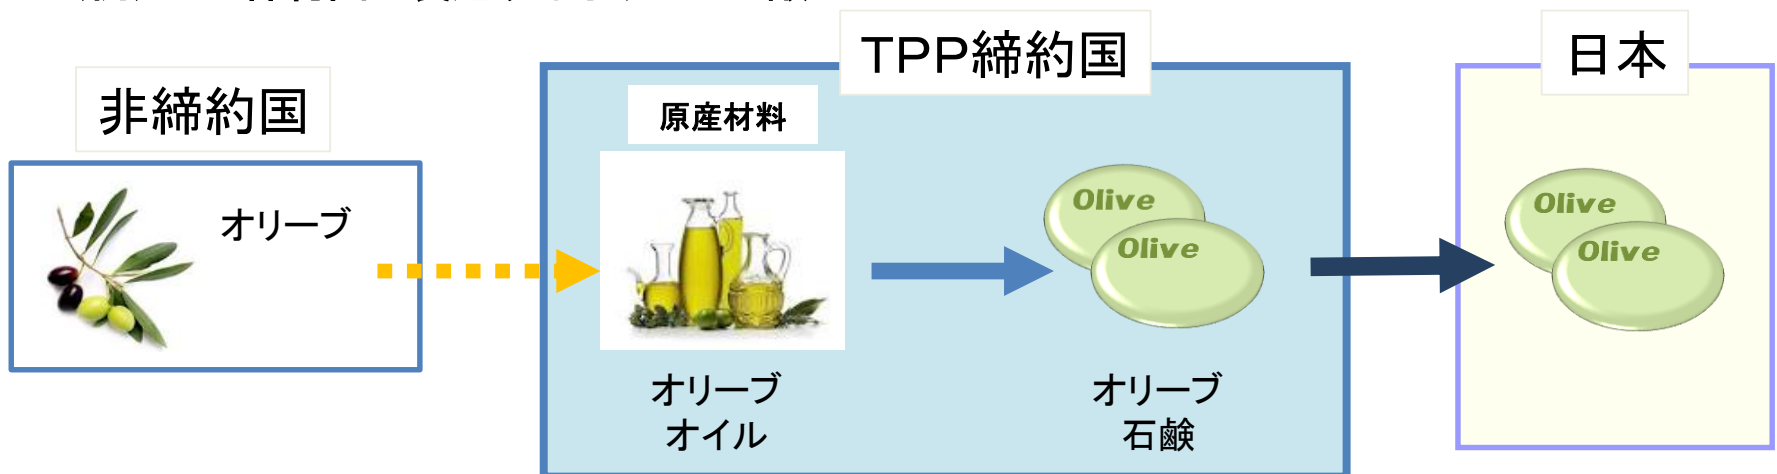 TPP締約国
日本
非締約国
原産材料
オリーブ
Olive
Olive
Olive
Olive
オリーブ
オイル
オリーブ
石鹸